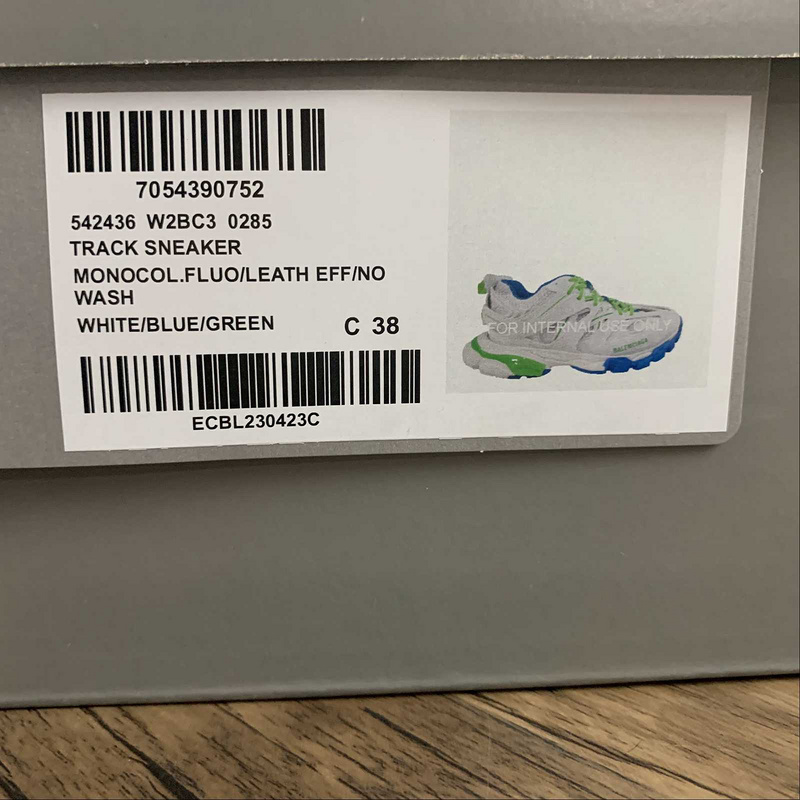 7054390752
542436 W2BC3 0285
TRACK SNEAKER
MONOCOL.FLUO/LEATH EFF/NO
WASH
WHITE/BLUE/GREEN C 38
ECBL230423C
FOR INTERNAL USE ONLY
BALENCIAGA